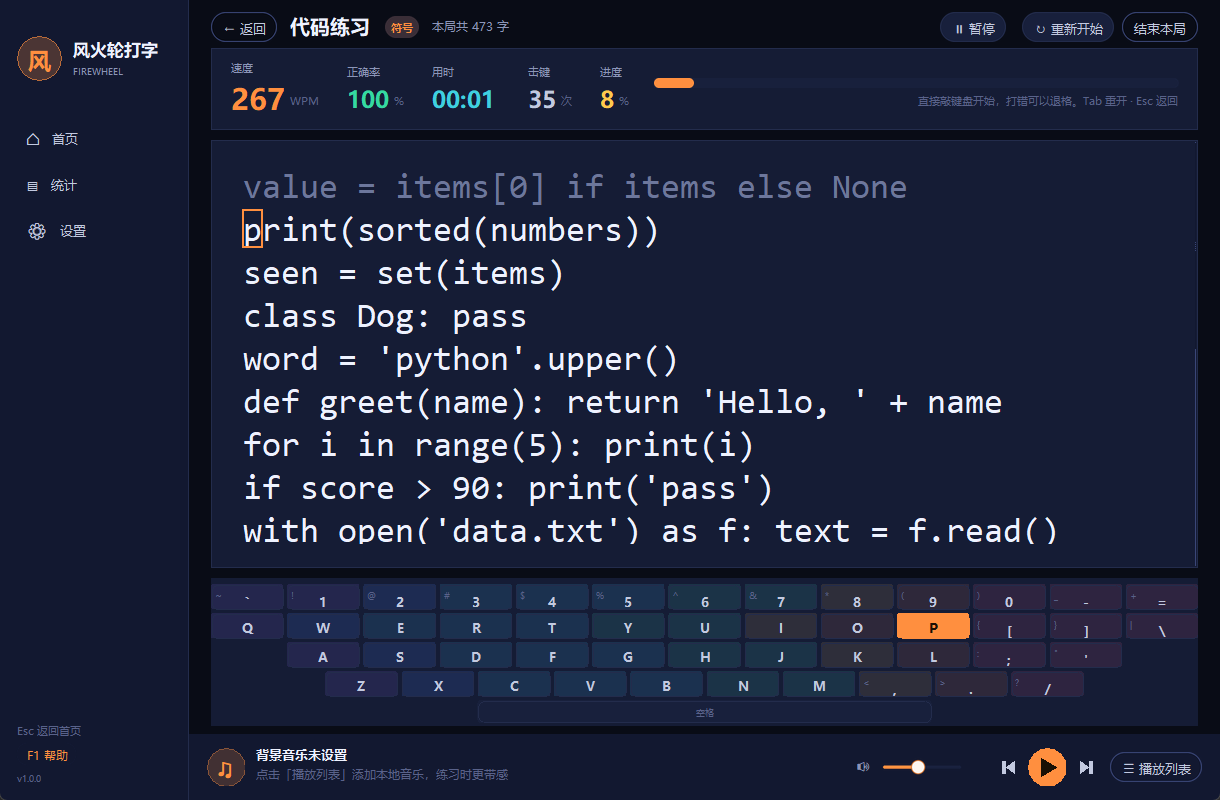 风 风火轮打字
FIREWHEEL
首页
统计
设置
Esc 返回首页
F1 帮助
v1.0.0
← 返回 代码练习 符号 本局共 473 字
⏸ 暂停 ↻ 重新开始 结束本局
速度 正确率 用时 击键 进度
267 WPM 100 % 00:01 35 次 8 %
直接敲键盘开始，打错可以退格。Tab 重开 · Esc 返回
value = items[0] if items else None
print(sorted(numbers))
seen = set(items)
class Dog: pass
word = 'python'.upper()
def greet(name): return 'Hello, ' + name
for i in range(5): print(i)
if score > 90: print('pass')
with open('data.txt') as f: text = f.read()
~ ` ! 1 @ 2 # 3 $ 4 % 5 ^ 6 & 7 * 8 ( 9 ) 0 _ - + =
Q W E R T Y U I O P { [ } ] | \
A S D F G H J K L : ; " '
Z X C V B N M < , > . ? /
空格
背景音乐未设置
点击「播放列表」添加本地音乐，练习时更带感
☰ 播放列表